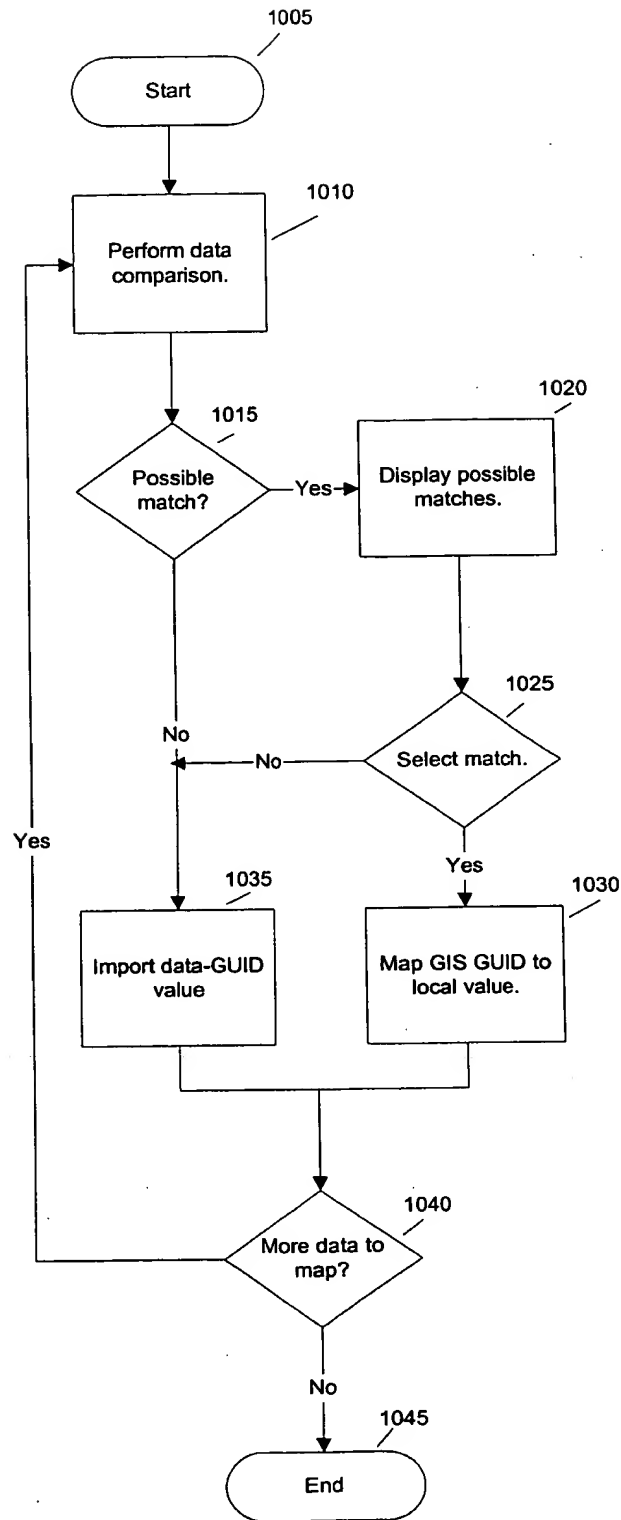 1005
Start
1010
Perform data
comparison.
1015
Possible
match?
Yes
1020
Display possible
matches.
1025
Select match.
No
No
Yes
Yes
1035
Import data-GUID
value
1030
Map GIS GUID to
local value.
1040
More data to
map?
No
1045
End